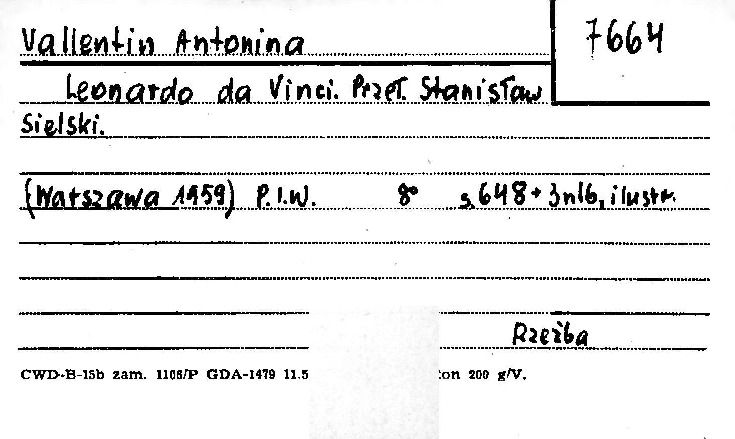 Vallentin Antonina
7664
Leonardo da Vinci. Przeł. Stanisław
Sielski.
(Warszawa 1959) P.I.W. 8° s. 648 + 3nlb, ilustr.
Rzeźba
CWD-B-15b zam. 1106/P GDA-1479 11.5 on 200 g/V.